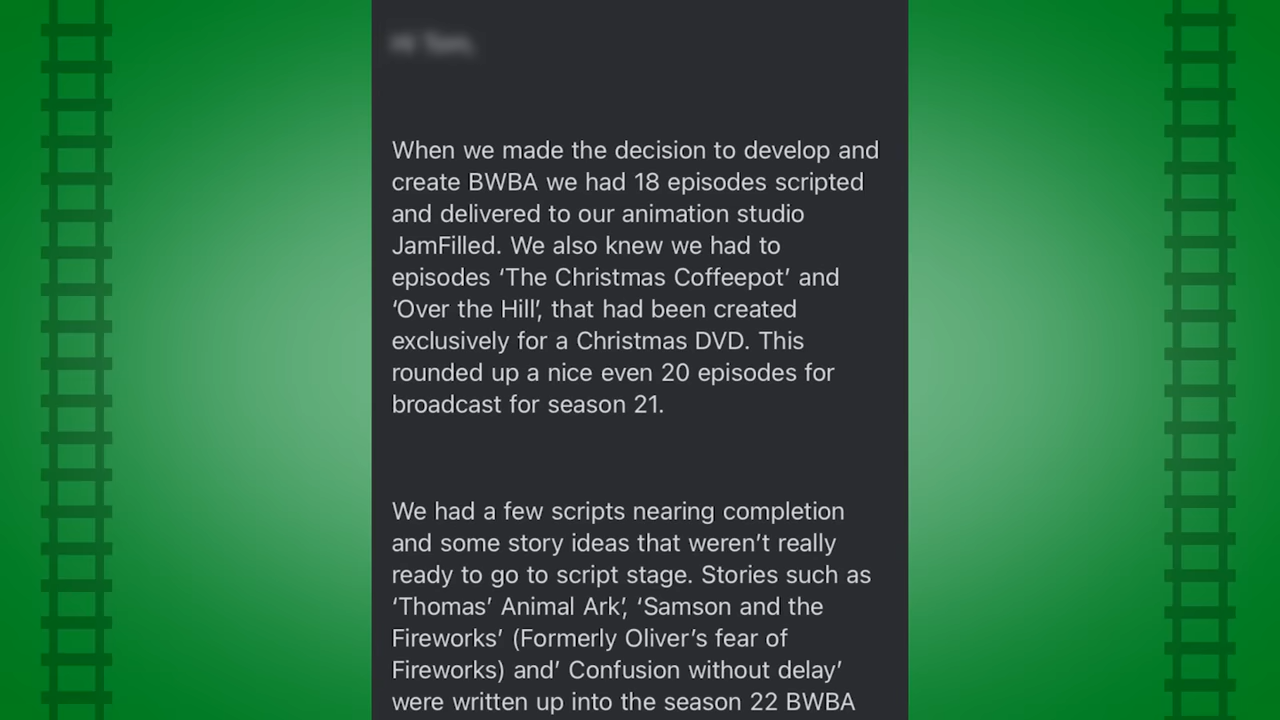 When we made the decision to develop and
create BWBA we had 18 episodes scripted
and delivered to our animation studio
JamFilled. We also knew we had to
episodes ‘The Christmas Coffeepot’ and
‘Over the Hill’, that had been created
exclusively for a Christmas DVD. This
rounded up a nice even 20 episodes for
broadcast for season 21.
We had a few scripts nearing completion
and some story ideas that weren’t really
ready to go to script stage. Stories such as
‘Thomas’ Animal Ark’, ‘Samson and the
Fireworks’ (Formerly Oliver’s fear of
Fireworks) and’ Confusion without delay’
were written up into the season 22 BWBA